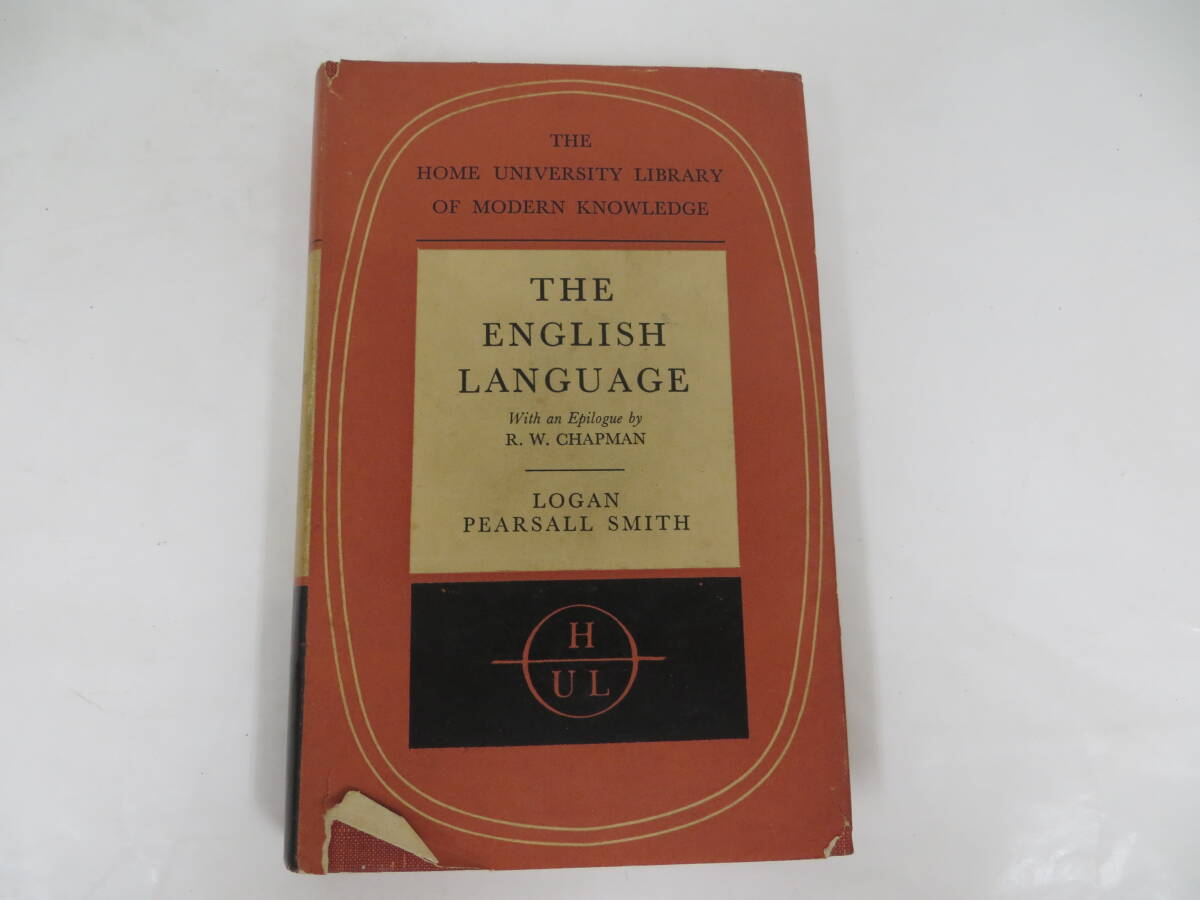 THE
HOME UNIVERSITY LIBRARY
OF MODERN KNOWLEDGE
THE
ENGLISH
LANGUAGE
With an Epilogue by
R. W. CHAPMAN
LOGAN
PEARSALL SMITH
H
UL